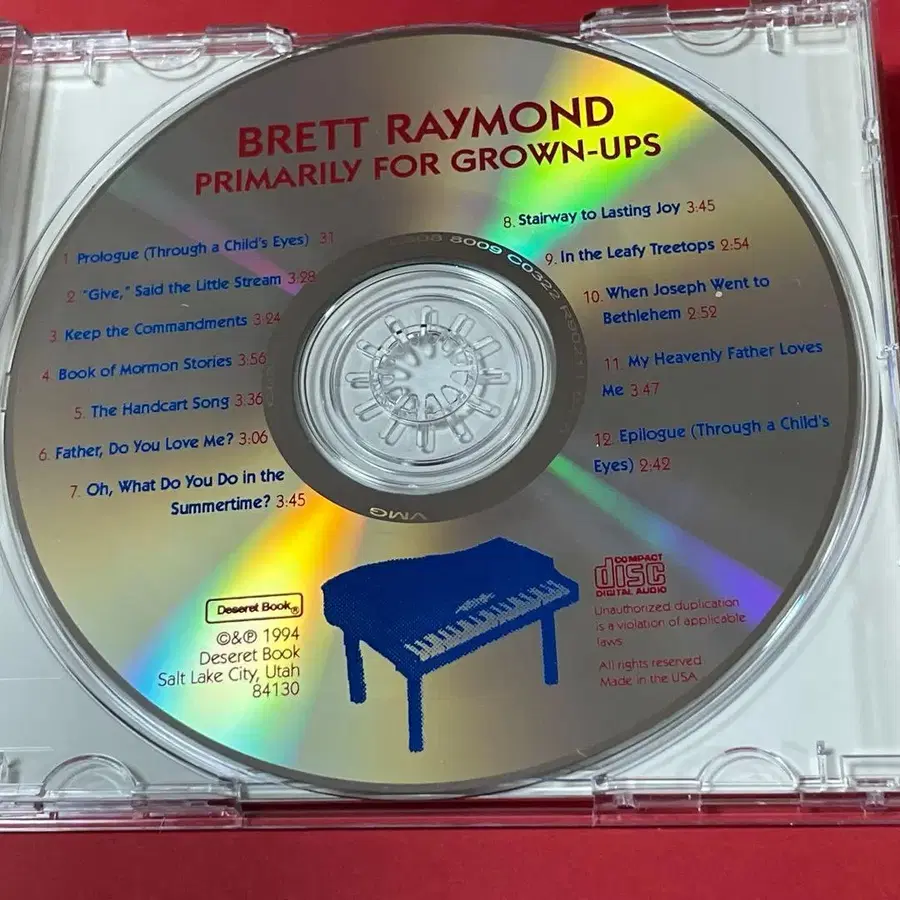 BRETT RAYMOND
PRIMARILY FOR GROWN-UPS
1 Prologue (Through a Child's Eyes) 31
2. "Give," Said the Little Stream 3:28
3. Keep the Commandments 3:24
4. Book of Mormon Stories 3:56
5. The Handcart Song 3:36
6. Father, Do You Love Me? 3:06
7. Oh, What Do You Do in the
Summertime? 3:45
8. Stairway to Lasting Joy 3:45
9. In the Leafy Treetops 2:54
10. When Joseph Went to
Bethlehem 2:52
11. My Heavenly Father Loves
Me 3:47
12. Epilogue (Through a Child's
Eyes) 2:42
8009 C0322
VMG
Deseret Book®
©&℗ 1994
Deseret Book
Salt Lake City, Utah
84130
COMPACT
disc
DIGITAL AUDIO
Unauthorized duplication
is a violation of applicable
laws
All rights reserved
Made in the USA